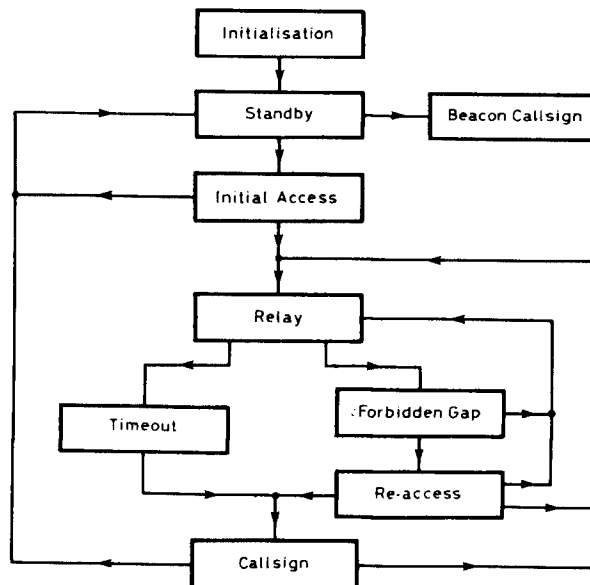 Initialisation
Standby
Beacon Callsign
Initial Access
Relay
Forbidden Gap
Timeout
Re-access
Callsign